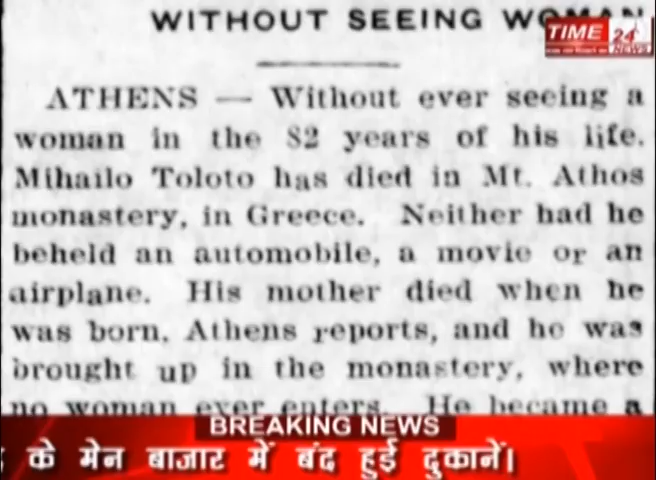 WITHOUT SEEING WOMAN
TIME 24
NEWS
ATHENS — Without ever seeing a
woman in the 82 years of his life.
Mihailo Toloto has died in Mt. Athos
monastery, in Greece. Neither had he
beheld an automobile, a movie or an
airplane. His mother died when he
was born, Athens reports, and he was
brought up in the monastery, where
no woman ever enters. He became a
BREAKING NEWS
के मेन बाजार में बंद हुई दुकानें।